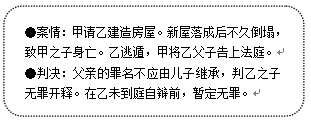 ●案情：甲请乙建造房屋。新屋落成后不久倒塌，
致甲之子身亡。乙逃遁，甲将乙父子告上法庭。↵
●判决：父亲的罪名不应由儿子继承，判乙之子
无罪开释。在乙未到庭自辩前，暂定无罪。↵